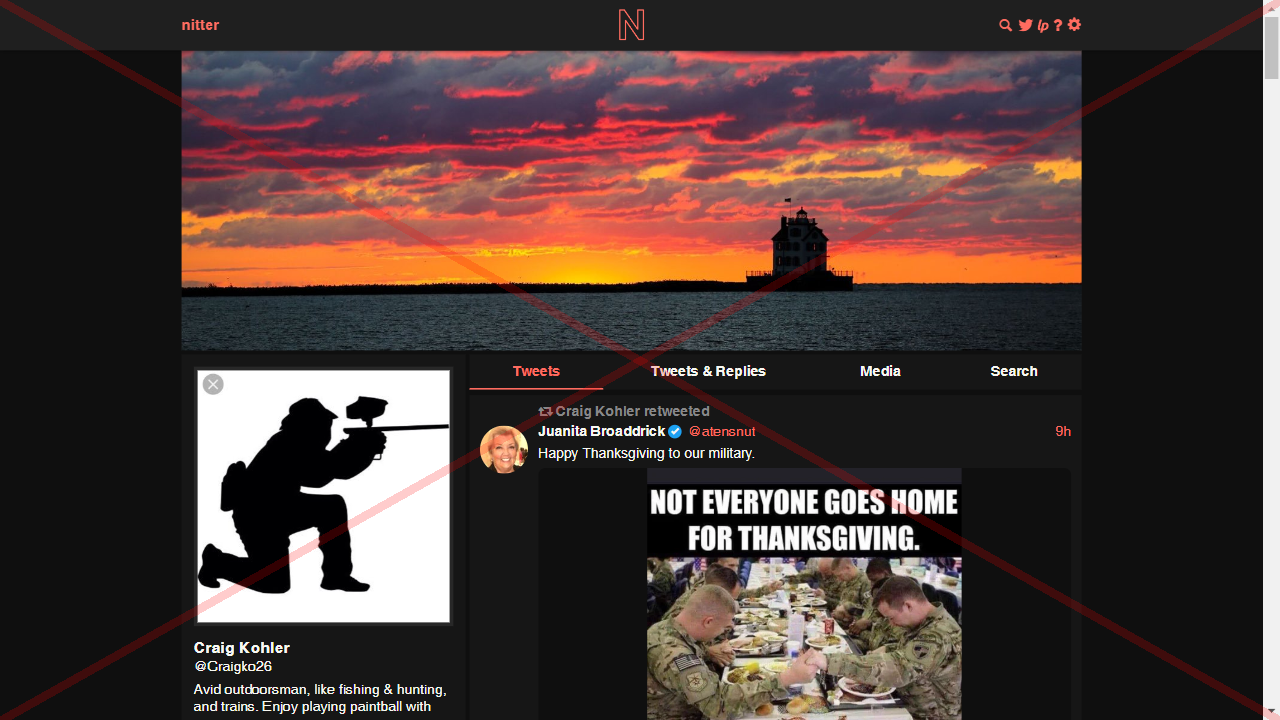 nitter
N
lp ?
Tweets
Tweets & Replies
Media
Search
Craig Kohler retweeted
Juanita Broaddrick @atensnut 9h
Happy Thanksgiving to our military.
NOT EVERYONE GOES HOME
FOR THANKSGIVING.
Craig Kohler
@Craigko26
Avid outdoorsman, like fishing & hunting,
and trains. Enjoy playing paintball with